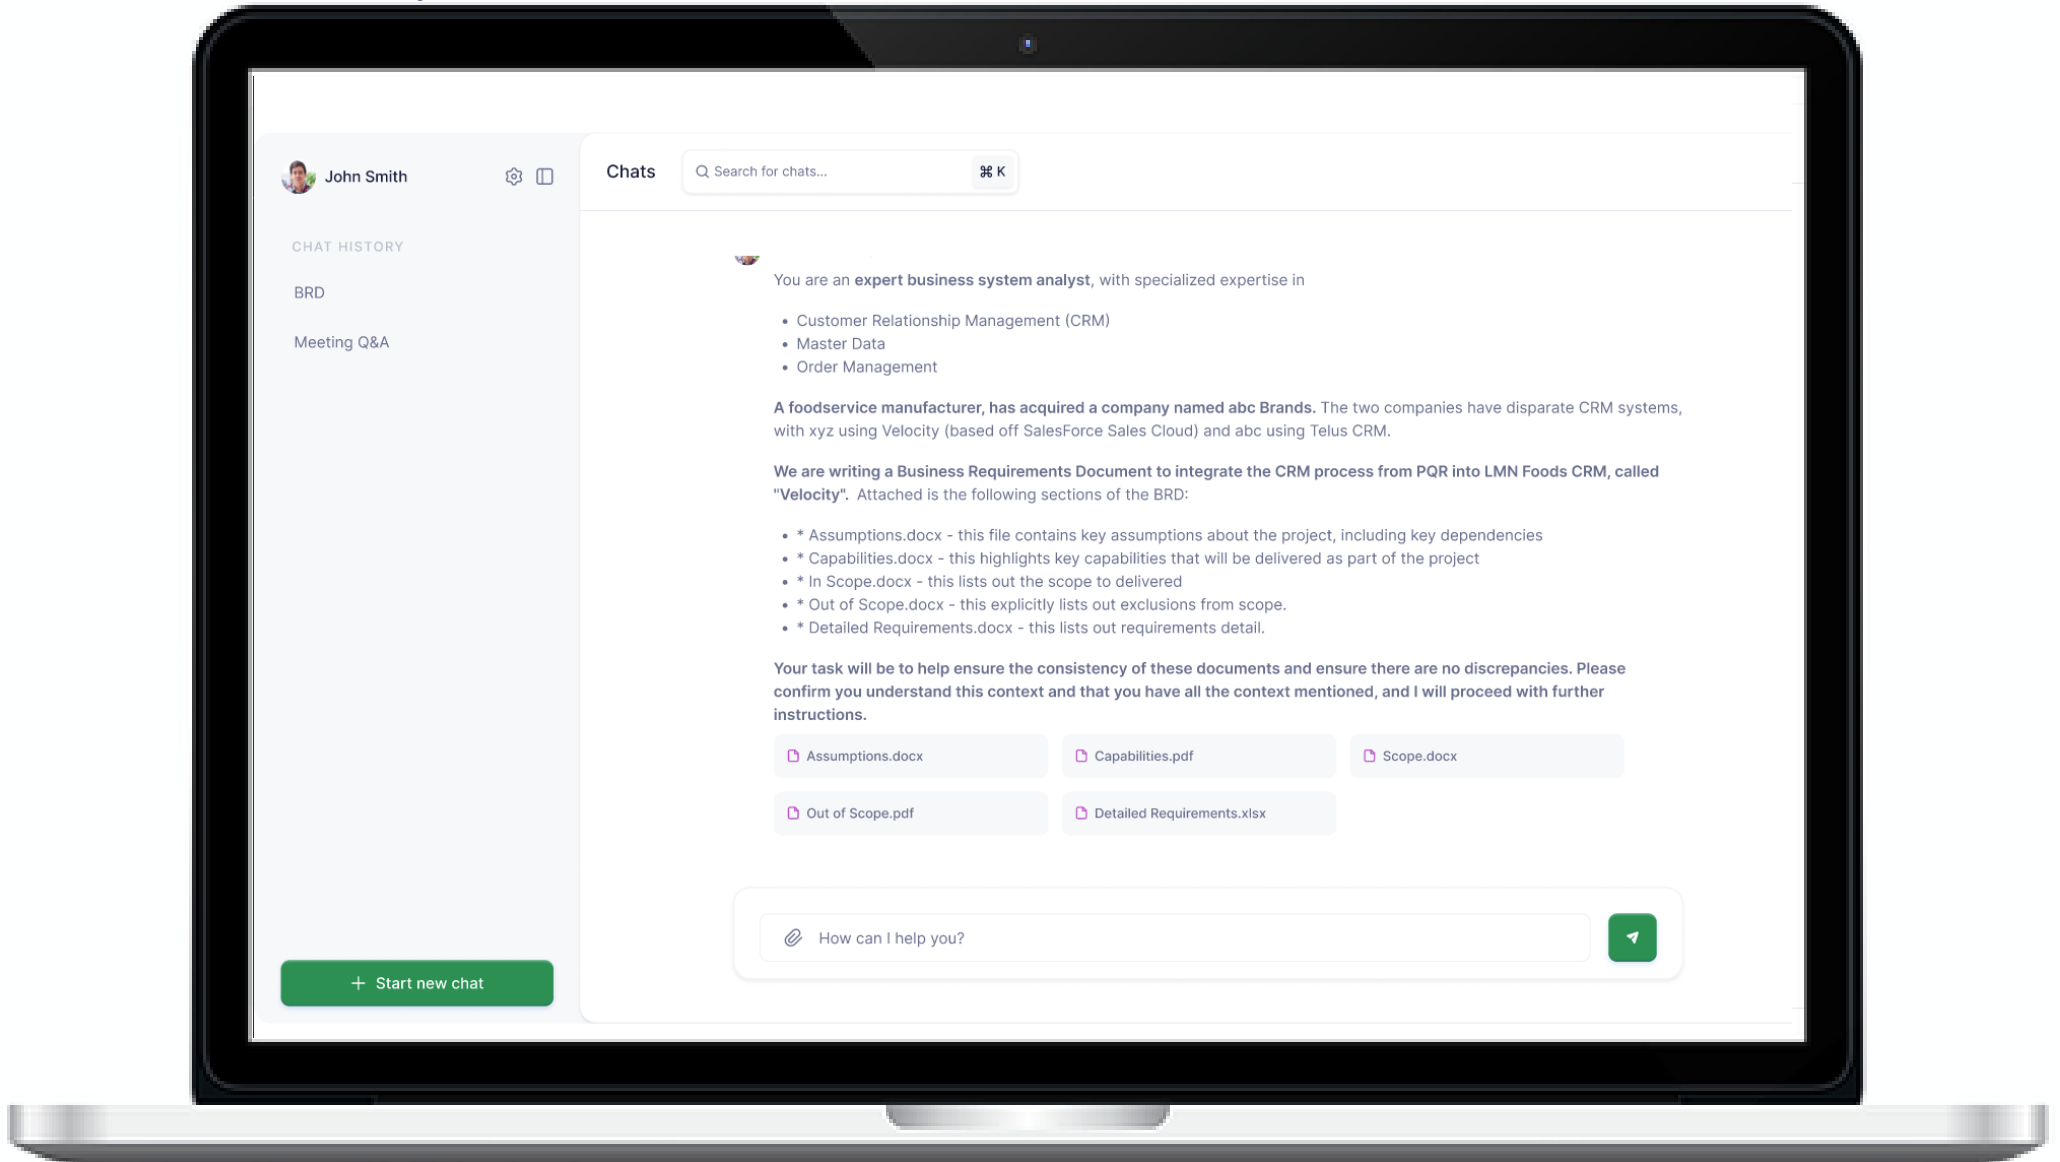 John Smith
CHAT HISTORY
BRD
Meeting Q&A
+ Start new chat
Chats
Search for chats...
⌘ K
You are an expert business system analyst, with specialized expertise in
• Customer Relationship Management (CRM)
• Master Data
• Order Management
A foodservice manufacturer, has acquired a company named abc Brands. The two companies have disparate CRM systems,
with xyz using Velocity (based off SalesForce Sales Cloud) and abc using Telus CRM.
We are writing a Business Requirements Document to integrate the CRM process from PQR into LMN Foods CRM, called
"Velocity". Attached is the following sections of the BRD:
• * Assumptions.docx - this file contains key assumptions about the project, including key dependencies
• * Capabilities.docx - this highlights key capabilities that will be delivered as part of the project
• * In Scope.docx - this lists out the scope to delivered
• * Out of Scope.docx - this explicitly lists out exclusions from scope.
• * Detailed Requirements.docx - this lists out requirements detail.
Your task will be to help ensure the consistency of these documents and ensure there are no discrepancies. Please
confirm you understand this context and that you have all the context mentioned, and I will proceed with further
instructions.
Assumptions.docx
Capabilities.pdf
Scope.docx
Out of Scope.pdf
Detailed Requirements.xlsx
How can I help you?